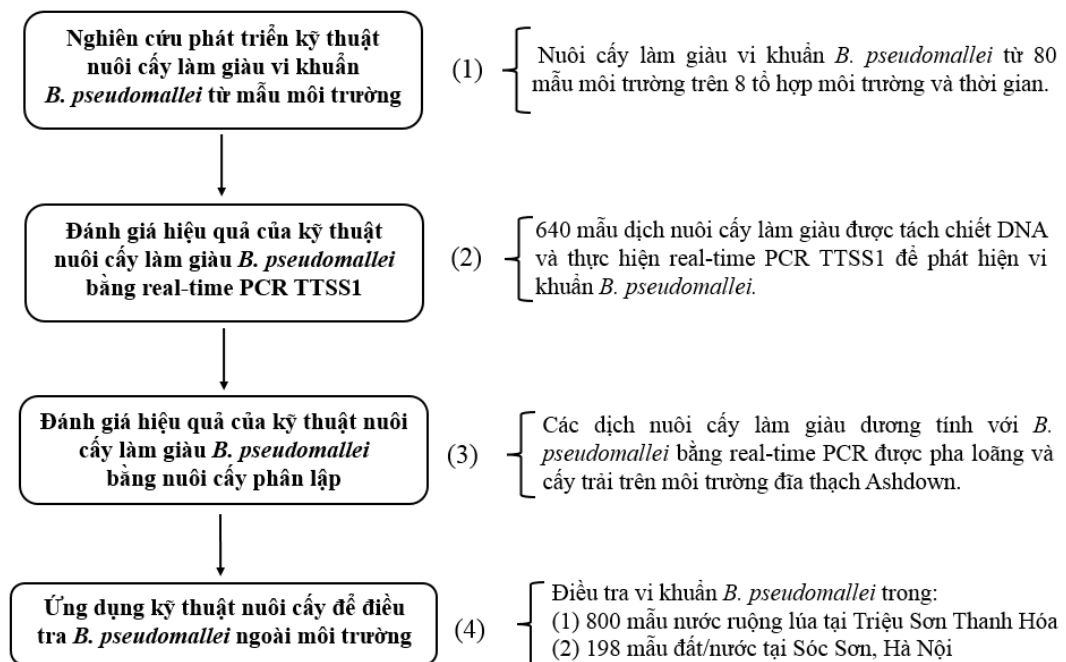 Nghiên cứu phát triển kỹ thuật
nuôi cấy làm giàu vi khuẩn
B. pseudomallei từ mẫu môi trường
(1)
Nuôi cấy làm giàu vi khuẩn B. pseudomallei từ 80
mẫu môi trường trên 8 tổ hợp môi trường và thời gian.
Đánh giá hiệu quả của kỹ thuật
nuôi cấy làm giàu B. pseudomallei
bằng real-time PCR TTSS1
(2)
640 mẫu dịch nuôi cấy làm giàu được tách chiết DNA
và thực hiện real-time PCR TTSS1 để phát hiện vi
khuẩn B. pseudomallei.
Đánh giá hiệu quả của kỹ thuật nuôi
cấy làm giàu B. pseudomallei
bằng nuôi cấy phân lập
(3)
Các dịch nuôi cấy làm giàu dương tính với B.
pseudomallei bằng real-time PCR được pha loãng và
cấy trải trên môi trường đĩa thạch Ashdown.
Ứng dụng kỹ thuật nuôi cấy để điều
tra B. pseudomallei ngoài môi trường
(4)
Điều tra vi khuẩn B. pseudomallei trong:
(1) 800 mẫu nước ruộng lúa tại Triệu Sơn Thanh Hóa
(2) 198 mẫu đất/nước tại Sóc Sơn, Hà Nội